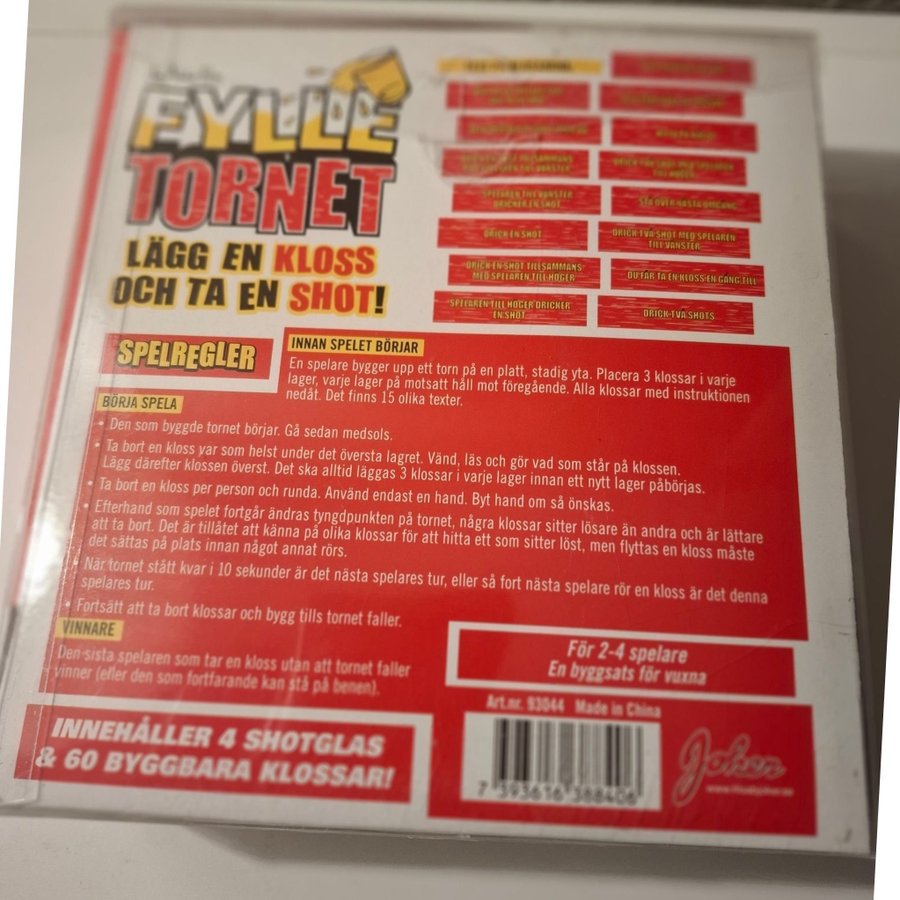 FYLLE
TORNET
LÄGG EN KLOSS
OCH TA EN SHOT!
DRICK EN SHOT TILLSAMMANS
MED SPELAREN TILL VÄNSTER
SPELAREN TILL VÄNSTER
DRICKER EN SHOT
STÅ ÖVER NÄSTA OMGÅNG
DRICK EN SHOT
DRICK TVÅ SHOT MED SPELAREN
TILL VÄNSTER
DRICK EN SHOT TILLSAMMANS
MED SPELAREN TILL HÖGER
DU FÅR TA EN KLOSS EN GÅNG TILL
SPELAREN TILL HÖGER DRICKER
EN SHOT
DRICK TVÅ SHOTS
SPELREGLER
INNAN SPELET BÖRJAR
En spelare bygger upp ett torn på en platt, stadig yta. Placera 3 klossar i varje
lager, varje lager på motsatt håll mot föregående. Alla klossar med instruktionen
nedåt. Det finns 15 olika texter.
BÖRJA SPELA
• Den som byggde tornet börjar. Gå sedan medsols.
• Ta bort en kloss var som helst under det översta lagret. Vänd, läs och gör vad som står på klossen.
Lägg därefter klossen överst. Det ska alltid läggas 3 klossar i varje lager innan ett nytt lager påbörjas.
• Ta bort en kloss per person och runda. Använd endast en hand. Byt hand om så önskas.
• Efterhand som spelet fortgår ändras tyngdpunkten på tornet, några klossar sitter lösare än andra och är lättare
att ta bort. Det är tillåtet att känna på olika klossar för att hitta ett som sitter löst, men flyttas en kloss måste
det sättas på plats innan något annat rörs.
• När tornet stått kvar i 10 sekunder är det nästa spelares tur, eller så fort nästa spelare rör en kloss är det denna
spelares tur.
• Fortsätt att ta bort klossar och bygg tills tornet faller.
VINNARE
Den sista spelaren som tar en kloss utan att tornet faller
vinner (eller den som fortfarande kan stå på benen).
För 2-4 spelare
En byggsats för vuxna
INNEHÅLLER 4 SHOTGLAS
& 60 BYGGBARA KLOSSAR!
Art.nr. 93044 Made in China
7 393616 388406
Joker